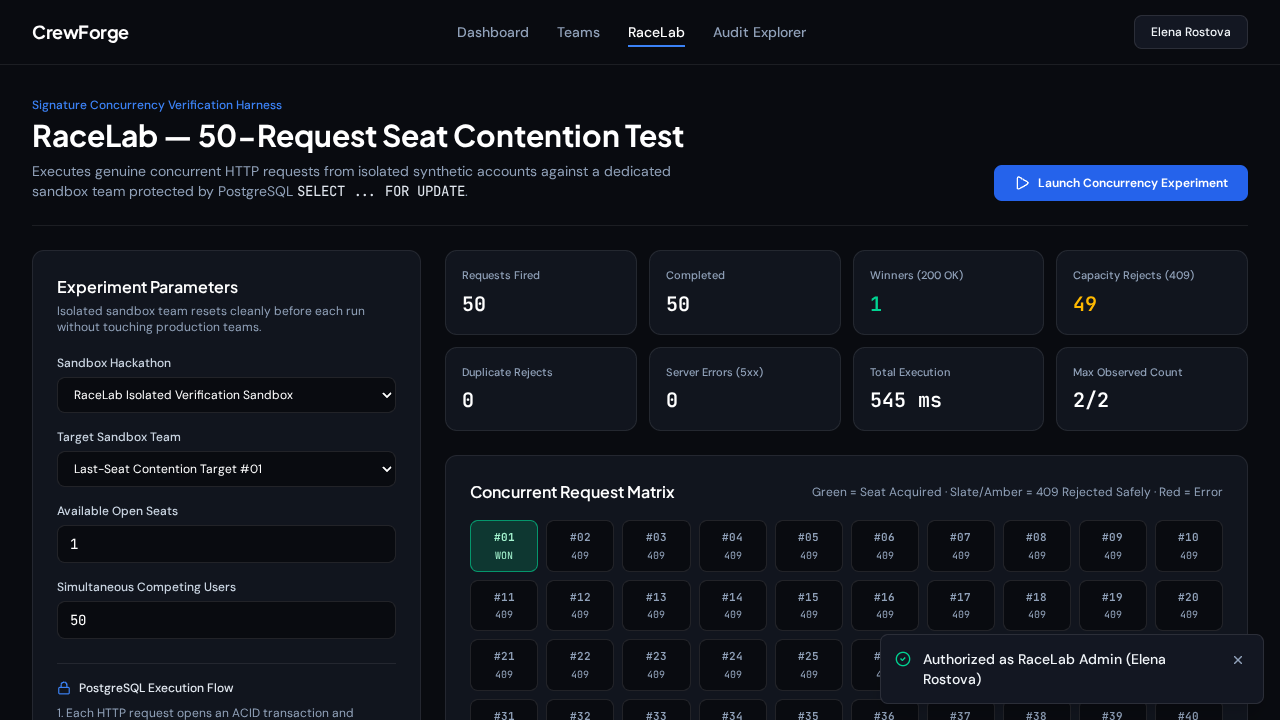 CrewForge
Dashboard
Teams
RaceLab
Audit Explorer
Elena Rostova
Signature Concurrency Verification Harness
RaceLab — 50-Request Seat Contention Test
Executes genuine concurrent HTTP requests from isolated synthetic accounts against a dedicated
sandbox team protected by PostgreSQL SELECT ... FOR UPDATE.
Launch Concurrency Experiment
Experiment Parameters
Isolated sandbox team resets cleanly before each run
without touching production teams.
Sandbox Hackathon
RaceLab Isolated Verification Sandbox
Target Sandbox Team
Last-Seat Contention Target #01
Available Open Seats
1
Simultaneous Competing Users
50
PostgreSQL Execution Flow
1. Each HTTP request opens an ACID transaction and
Requests Fired
50
Completed
50
Winners (200 OK)
1
Capacity Rejects (409)
49
Duplicate Rejects
0
Server Errors (5xx)
0
Total Execution
545 ms
Max Observed Count
2/2
Concurrent Request Matrix
Green = Seat Acquired · Slate/Amber = 409 Rejected Safely · Red = Error
#01 #02 #03 #04 #05 #06 #07 #08 #09 #10
WON 409 409 409 409 409 409 409 409 409
#11 #12 #13 #14 #15 #16 #17 #18 #19 #20
409 409 409 409 409 409 409 409 409 409
#21 #22 #23 #24 #25
409 409 409 409 409
#31 #32 #33 #34 #35 #36 #37 #38 #39 #40
Authorized as RaceLab Admin (Elena
Rostova)